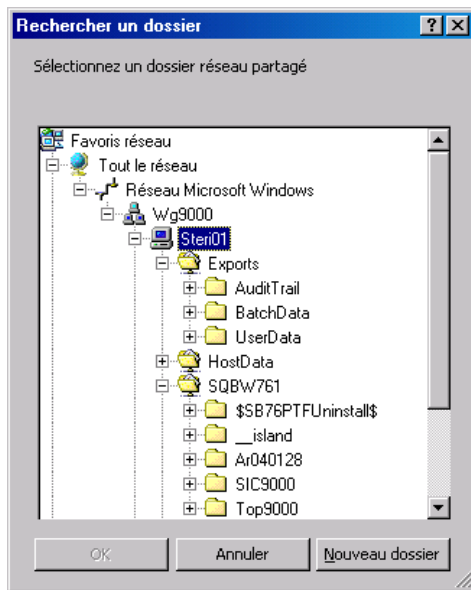 Rechercher un dossier
Sélectionnez un dossier réseau partagé
Favoris réseau
Tout le réseau
Réseau Microsoft Windows
Wg9000
Steri01
Exports
AuditTrail
BatchData
UserData
HostData
SQBW761
$SB76PTFUninstall$
__island
Ar040128
SIC9000
Top9000
OK Annuler Nouveau dossier